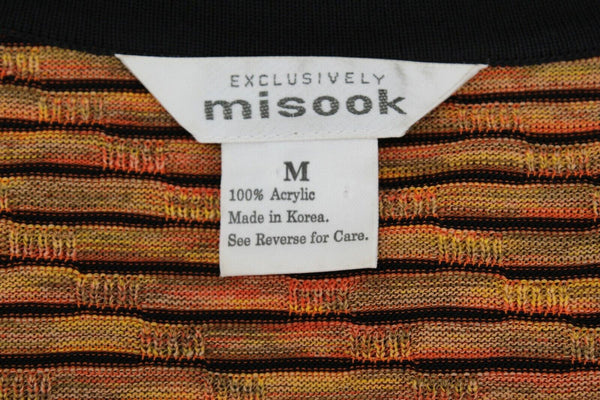 EXCLUSIVELY
misook
M
100% Acrylic
Made in Korea.
See Reverse for Care.